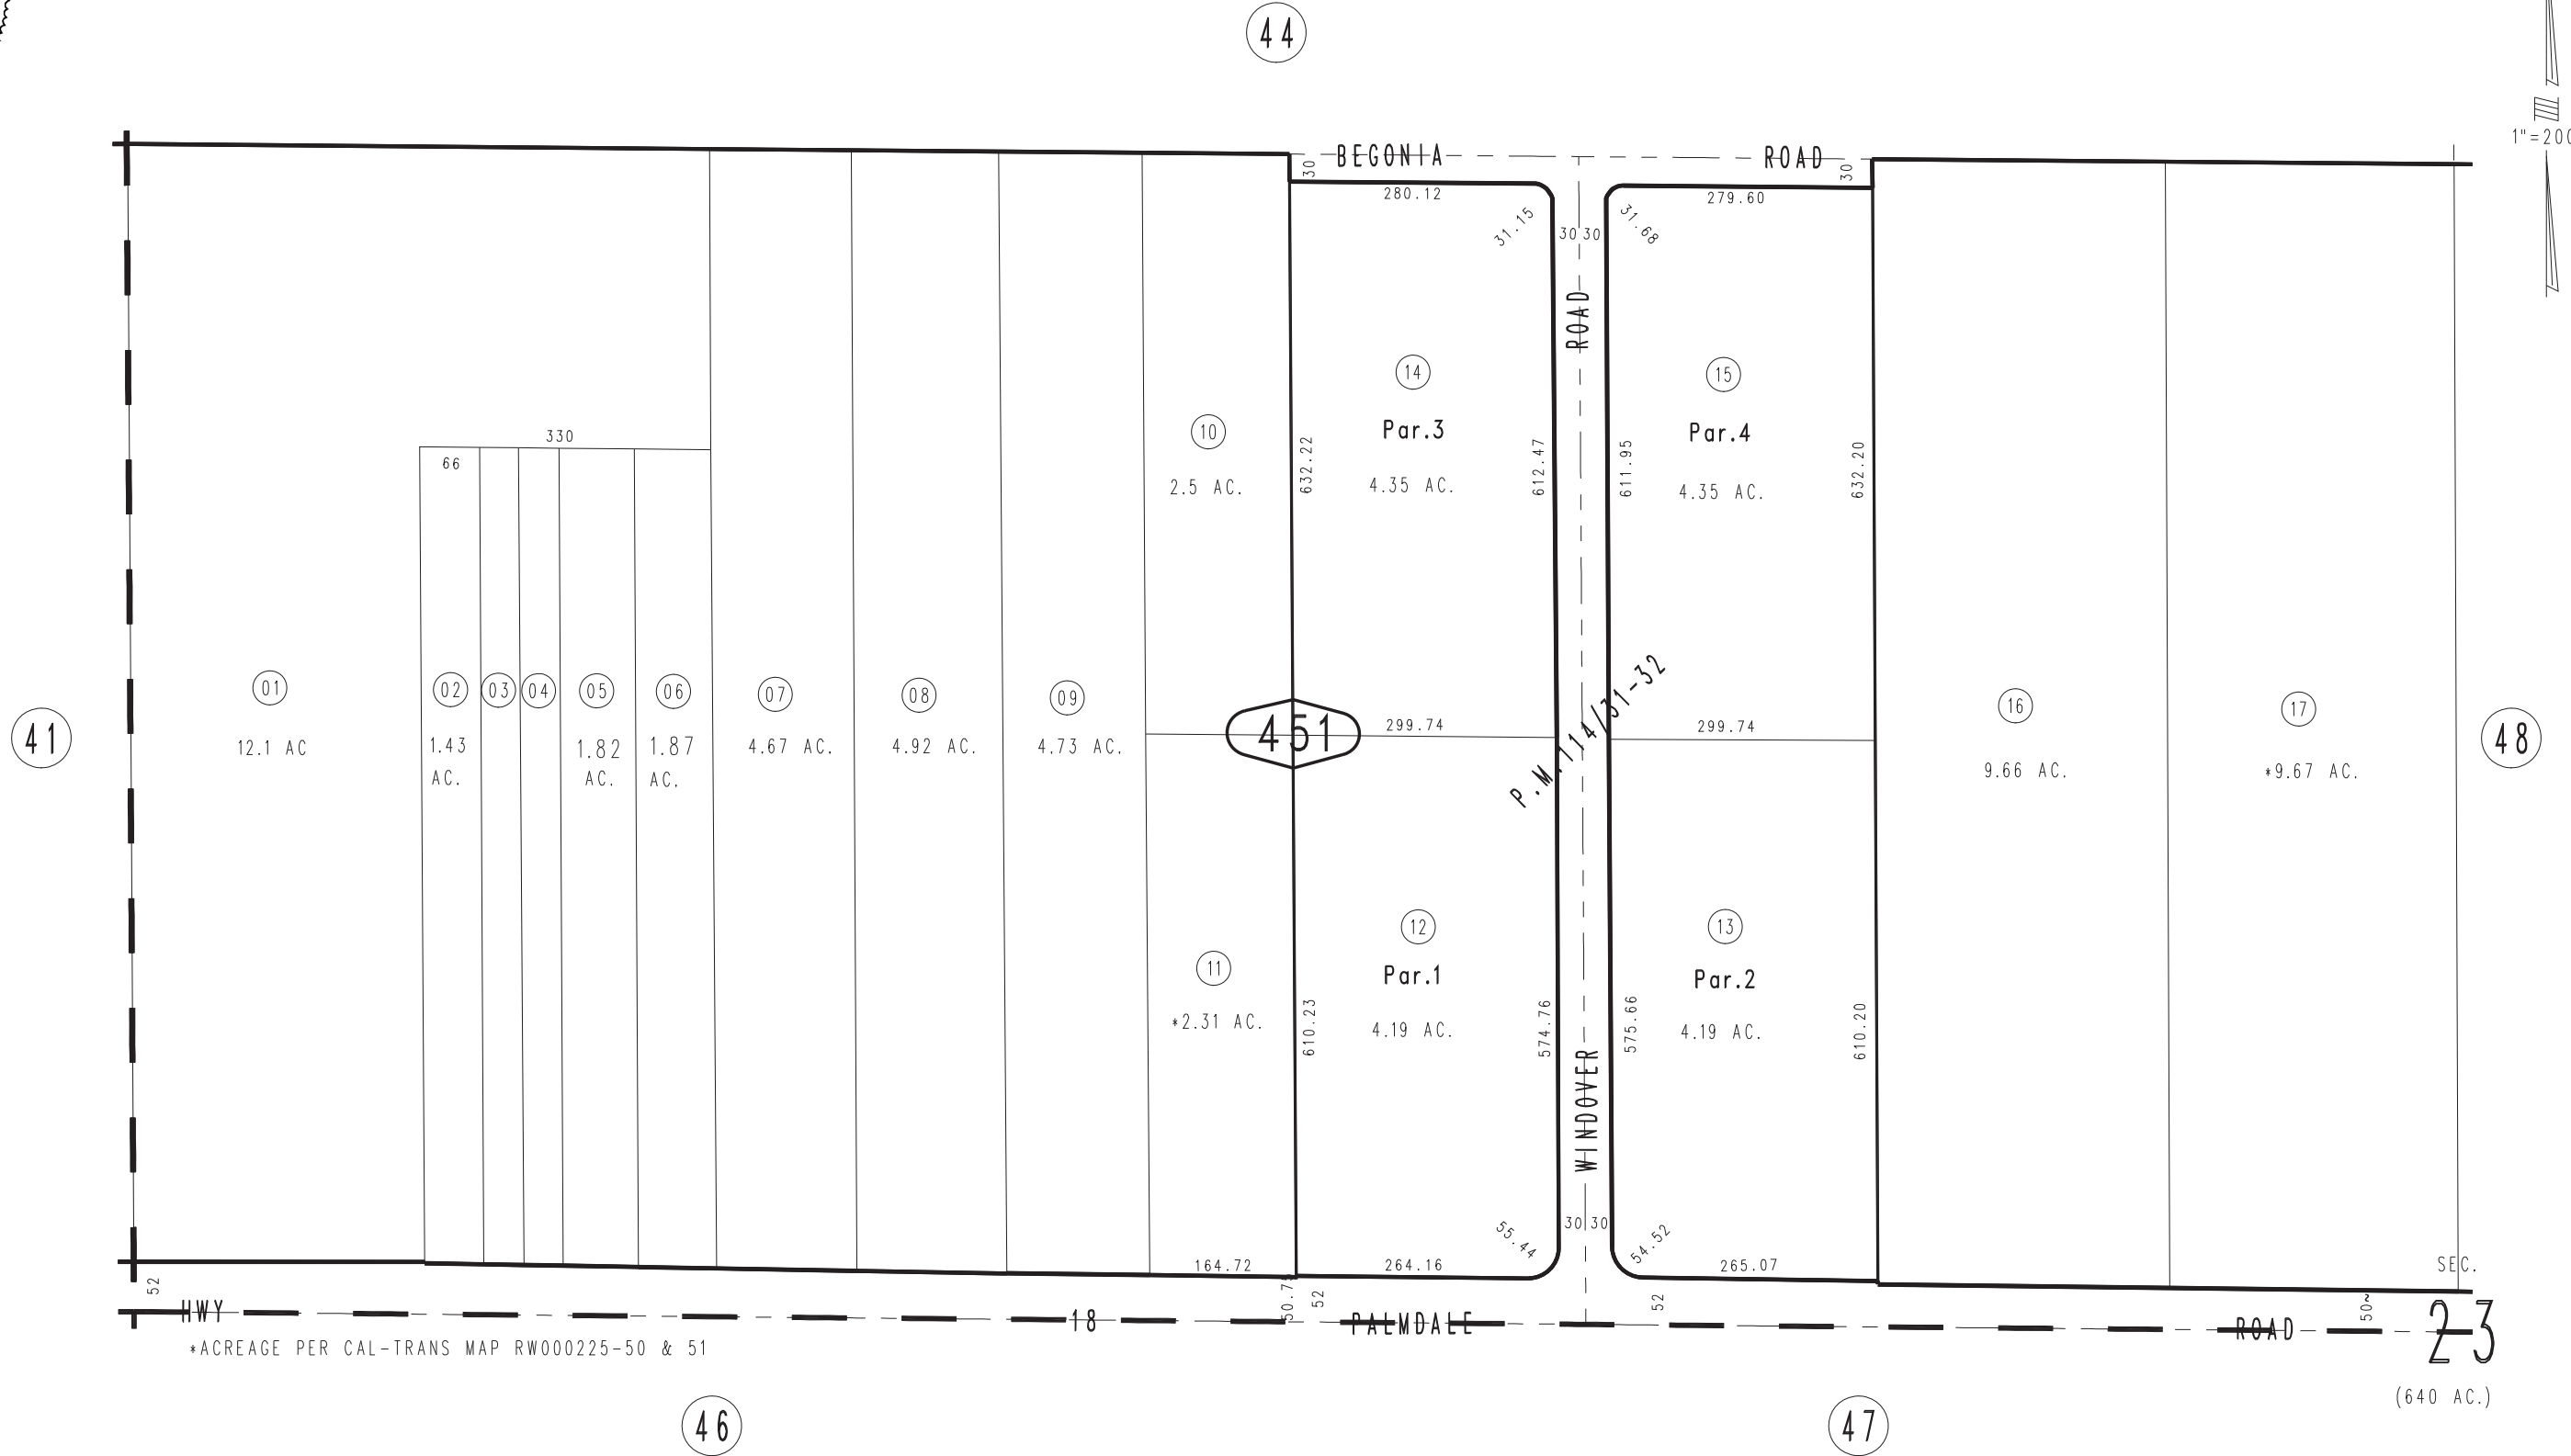 44
1"=200
BEGONIA ROAD
30
30
280.12
279.60
31.15
30 30
31.68
ROAD
14
15
Par.3
Par.4
4.35 AC.
4.35 AC.
10
2.5 AC.
330
66
632.22
612.47
611.95
632.20
P.M.114/31-32
01
02
03
04
05
06
07
08
09
16
17
12.1 AC
1.43
AC.
1.82
AC.
1.87
AC.
4.67 AC.
4.92 AC.
4.73 AC.
9.66 AC.
*9.67 AC.
41
451
48
299.74
299.74
12
13
Par.1
Par.2
4.19 AC.
4.19 AC.
11
*2.31 AC.
610.23
574.76
575.66
610.20
WINDOVER
30 30
55.44
54.52
164.72
264.16
265.07
SEC.
52
52
52
50~
HWY 18 PALMDALE ROAD
2-3
(640 AC.)
*ACREAGE PER CAL-TRANS MAP RW000225-50 & 51
46
47